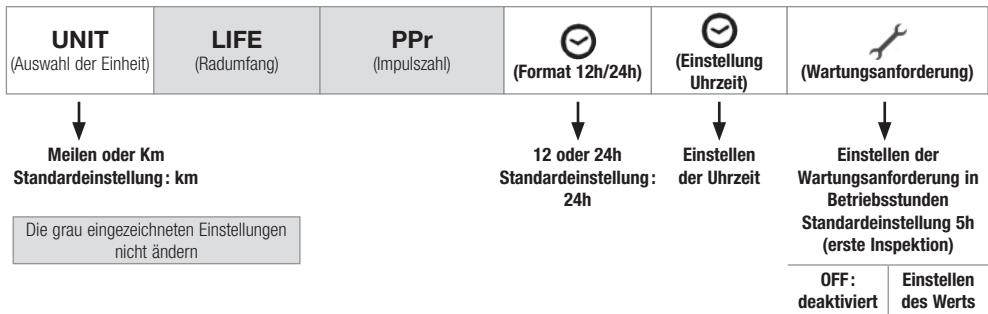 UNIT
(Auswahl der Einheit)
LIFE
(Radumfang)
PPr
(Impulszahl)
(Format 12h/24h)
(Einstellung
Uhrzeit)
(Wartungsanforderung)
Meilen oder Km
Standardeinstellung: km
12 oder 24h
Standardeinstellung:
24h
Einstellen
der Uhrzeit
Einstellen der
Wartungsanforderung in
Betriebsstunden
Standardeinstellung 5h
(erste Inspektion)
Die grau eingezeichneten Einstellungen
nicht ändern
OFF:
deaktiviert
Einstellen
des Werts